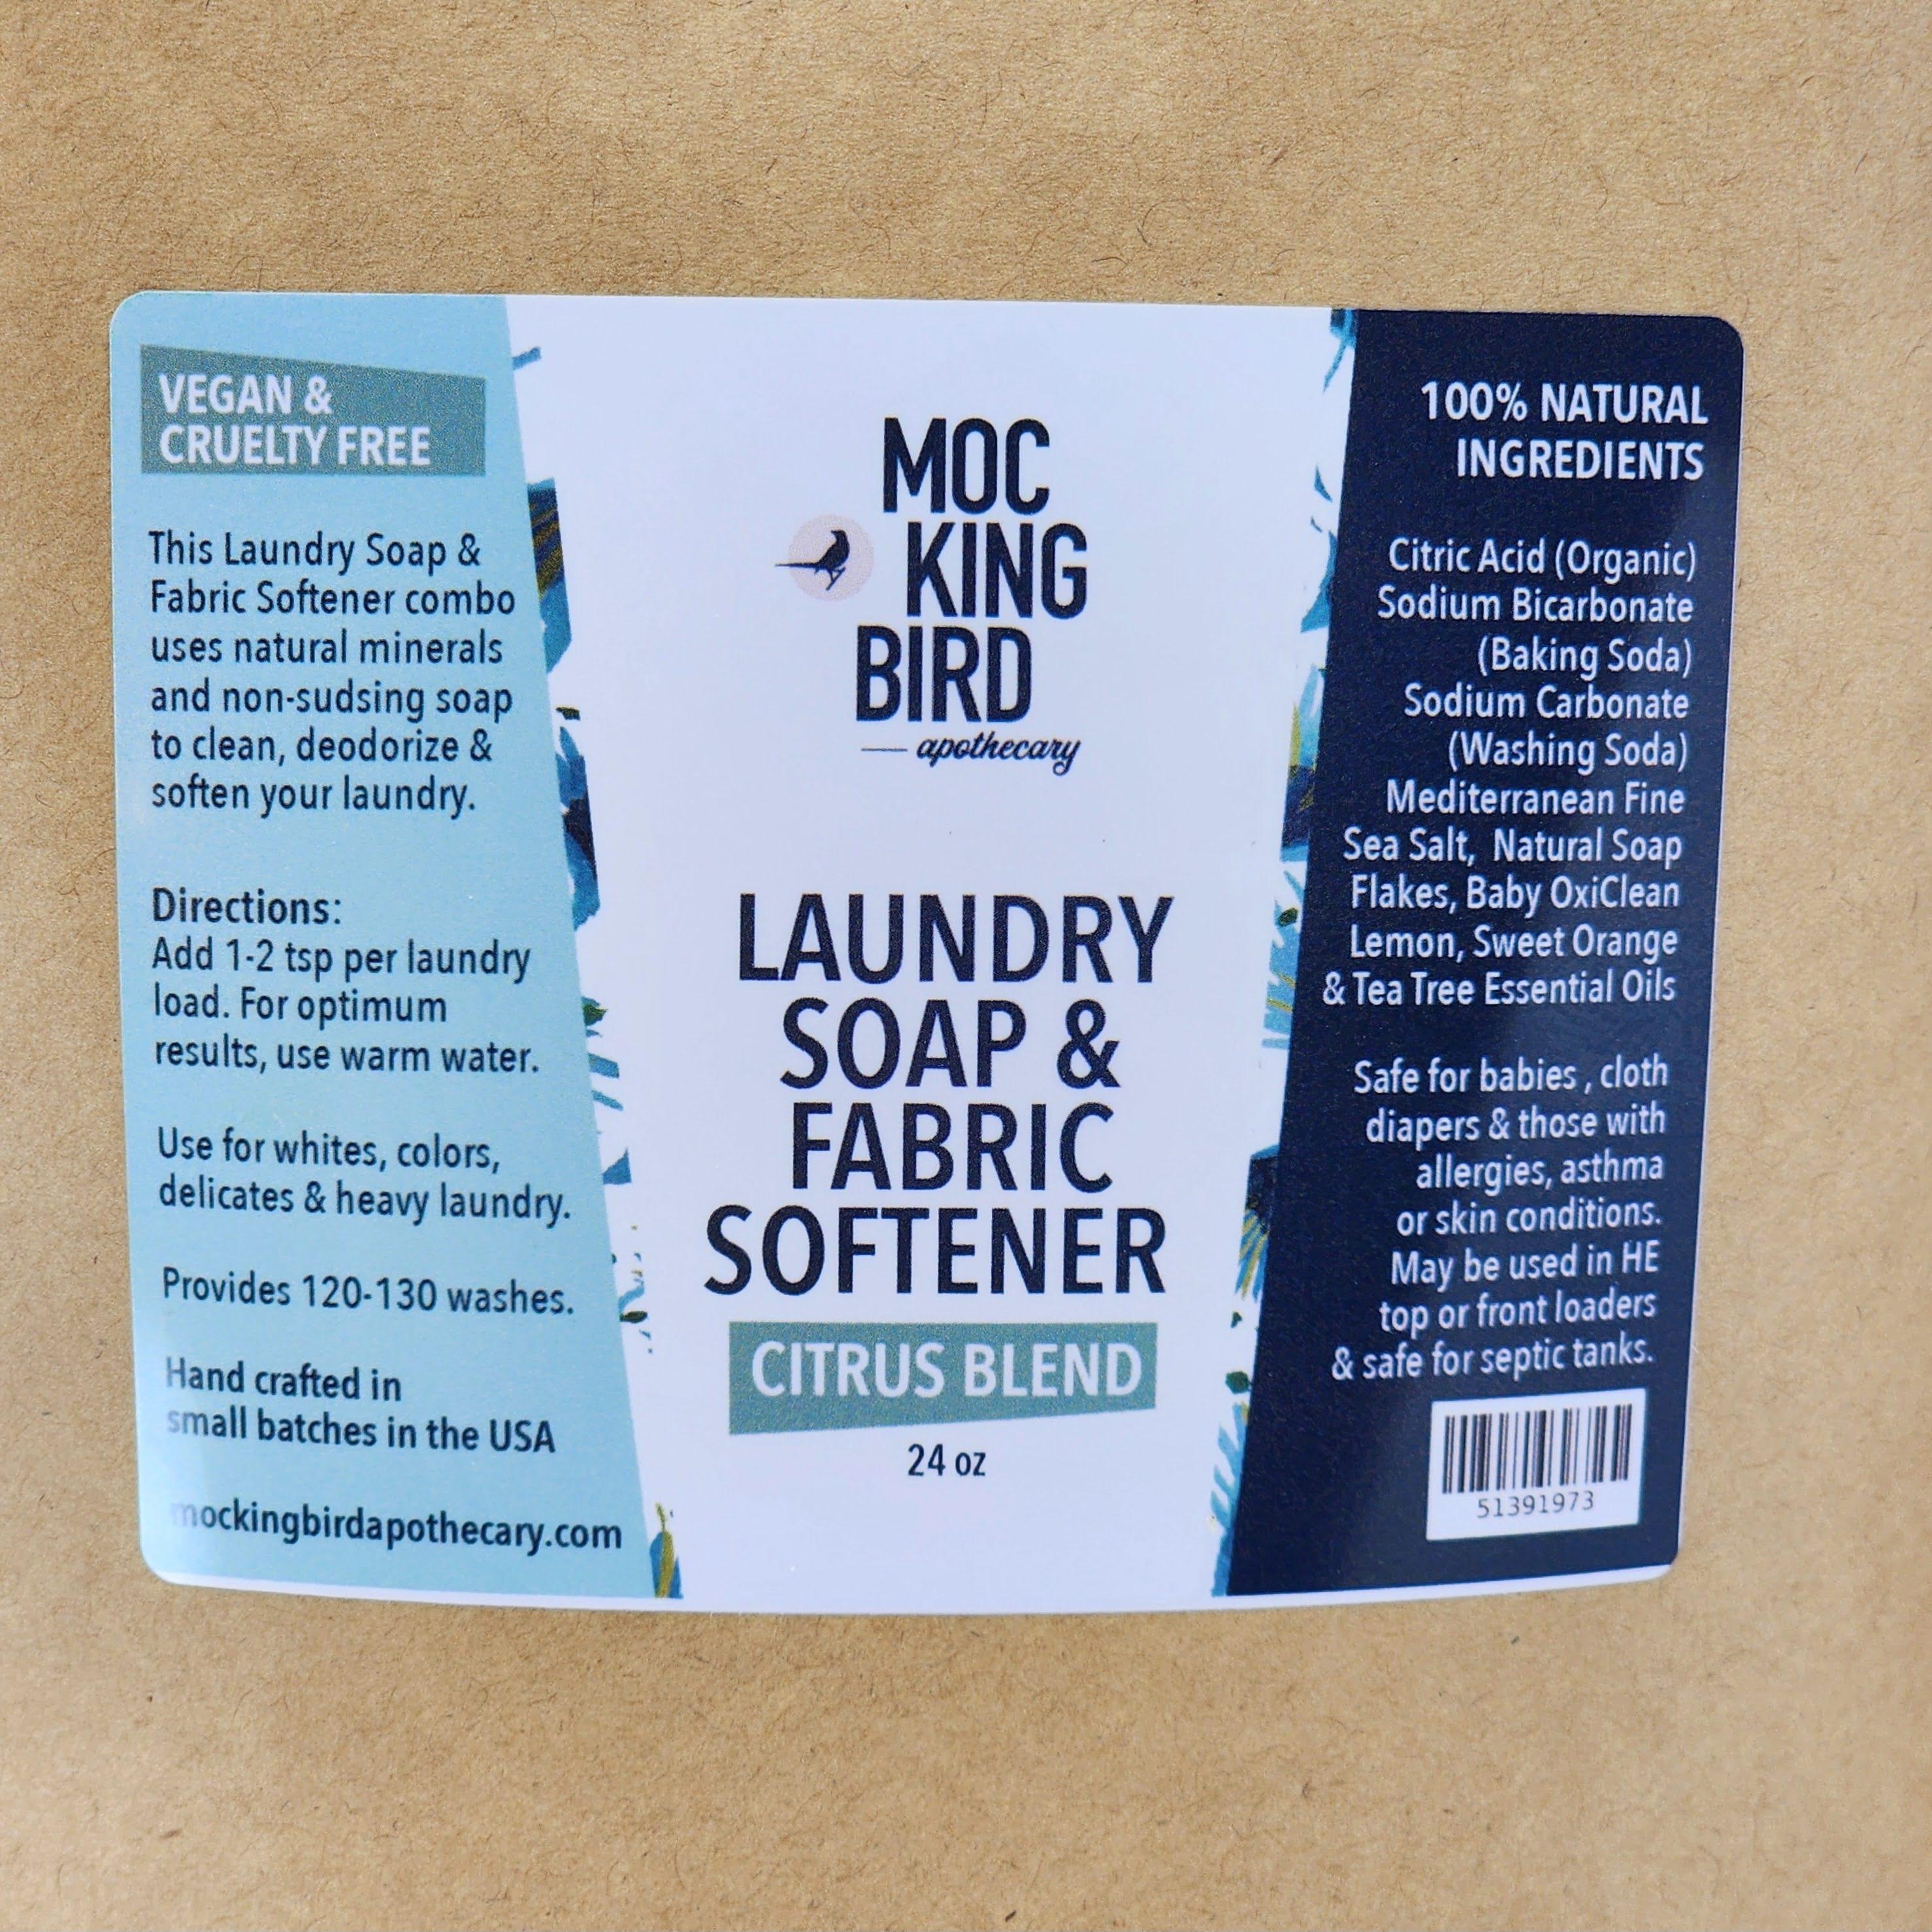 VEGAN &
CRUELTY FREE
This Laundry Soap &
Fabric Softener combo
uses natural minerals
and non-sudsing soap
to clean, deodorize &
soften your laundry.
Directions:
Add 1-2 tsp per laundry
load. For optimum
results, use warm water.
Use for whites, colors,
delicates & heavy laundry.
Provides 120-130 washes.
Hand crafted in
small batches in the USA
mockingbirdapothecary.com
MOC
KING
BIRD
apothecary
LAUNDRY
SOAP &
FABRIC
SOFTENER
CITRUS BLEND
24 oz
100% NATURAL
INGREDIENTS
Citric Acid (Organic)
Sodium Bicarbonate
(Baking Soda)
Sodium Carbonate
(Washing Soda)
Mediterranean Fine
Sea Salt, Natural Soap
Flakes, Baby OxiClean
Lemon, Sweet Orange
& Tea Tree Essential Oils
Safe for babies , cloth
diapers & those with
allergies, asthma
or skin conditions.
May be used in HE
top or front loaders
& safe for septic tanks.
51391973